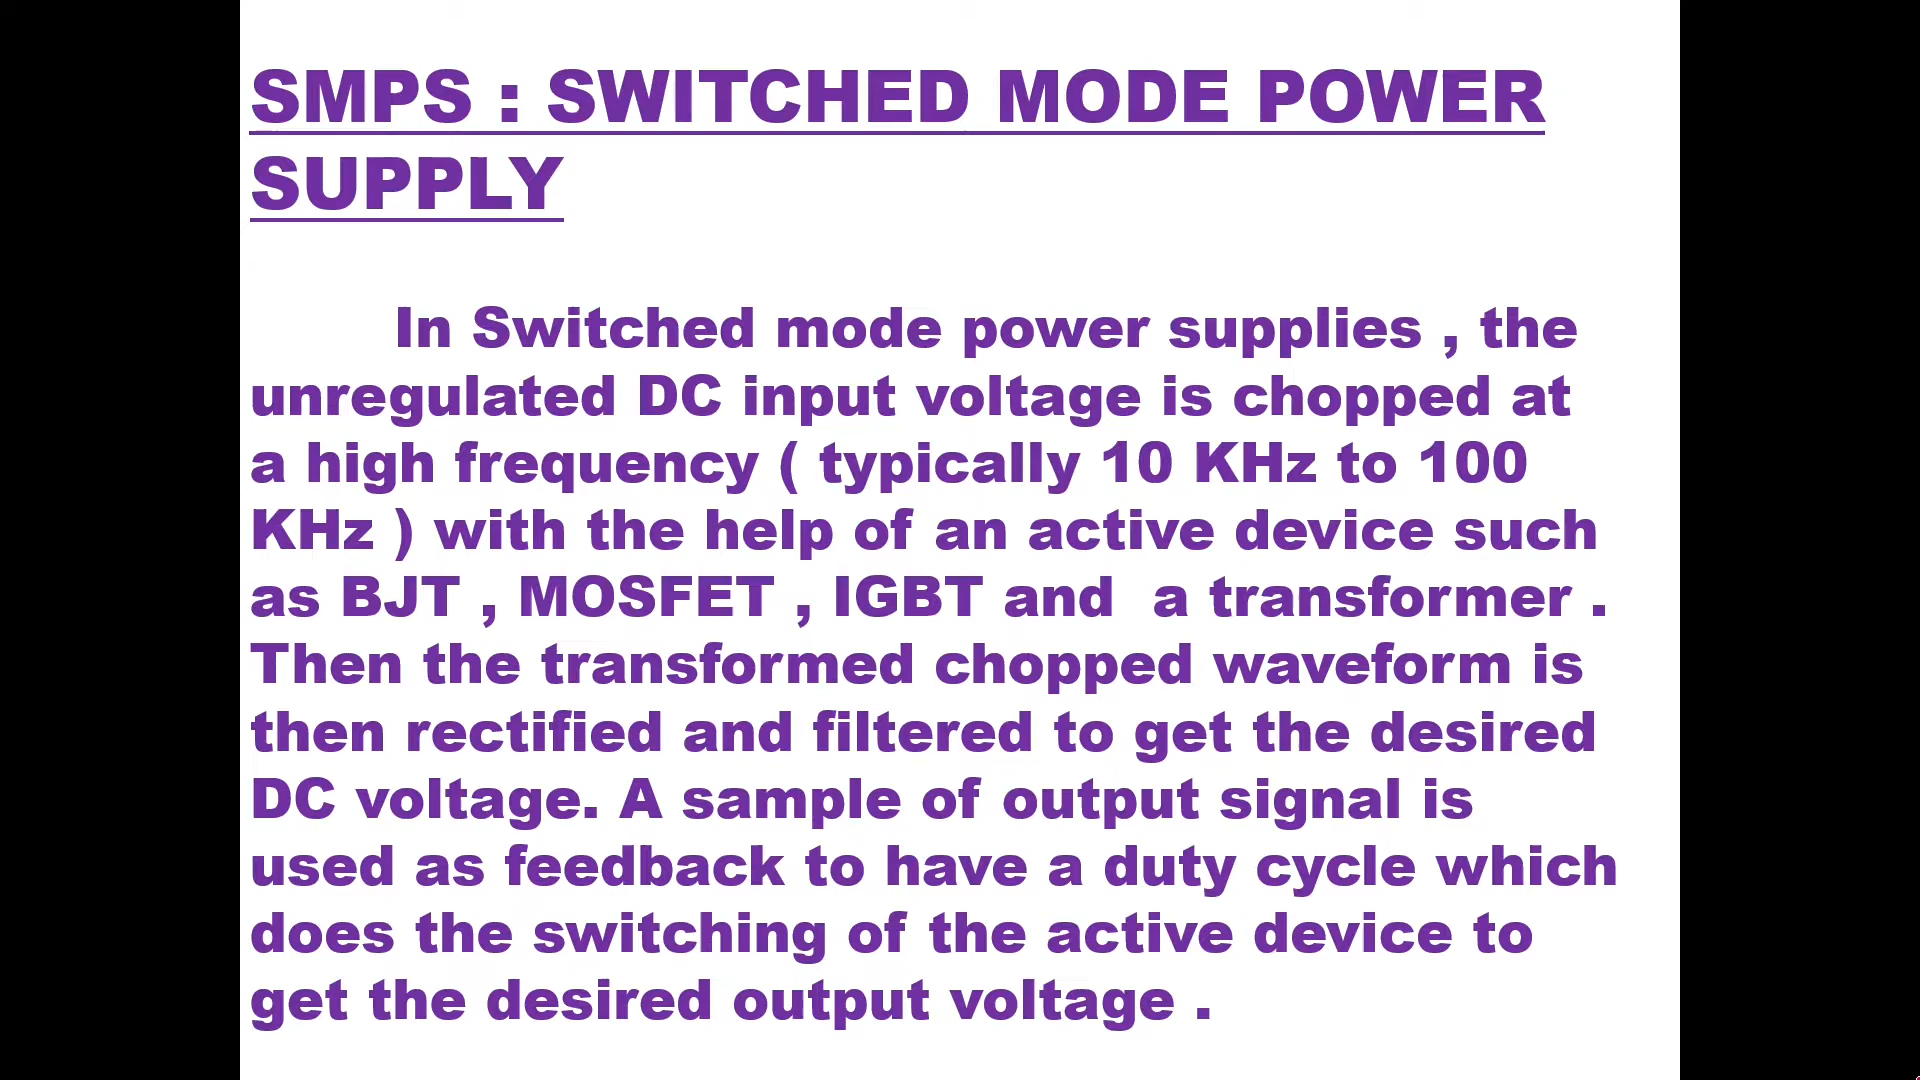 SMPS : SWITCHED MODE POWER
SUPPLY
In Switched mode power supplies , the
unregulated DC input voltage is chopped at
a high frequency ( typically 10 KHz to 100
KHz ) with the help of an active device such
as BJT , MOSFET , IGBT and  a transformer .
Then the transformed chopped waveform is
then rectified and filtered to get the desired
DC voltage. A sample of output signal is
used as feedback to have a duty cycle which
does the switching of the active device to
get the desired output voltage .